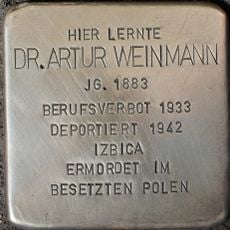 HIER LERNTE
DR. ARTUR WEINMANN
JG. 1883
BERUFSVERBOT 1933
DEPORTIERT 1942
IZBICA
ERMORDET IM
BESETZTEN POLEN